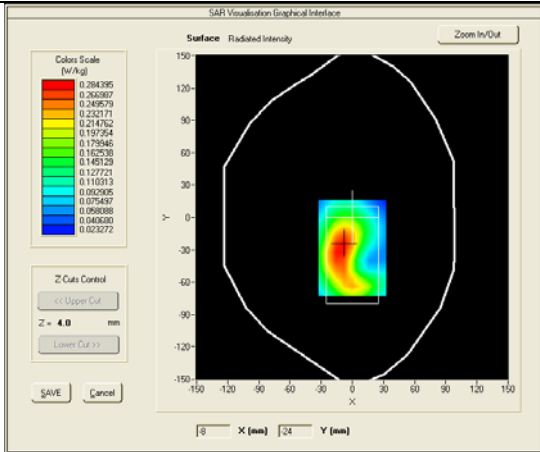 SAR Visualisation Graphical Interface
Surface Radiated Intensity
Zoom In/Out
Colors Scale
(W/kg)
0.284395
0.266987
0.249579
0.232171
0.214762
0.197354
0.179946
0.162538
0.145129
0.127721
0.110313
0.092905
0.075497
0.058088
0.040680
0.023272
Z-Cuts Control
<< Upper Cut
Z = 4.0 mm
Lower Cut >>
SAVE
Cancel
150
120
90
60
30
0
-30
-60
-90
-120
-150
Y
-150 -120 -90 -60 -30 0 30 60 90 120 150
X
-8 X (mm) -24 Y (mm)